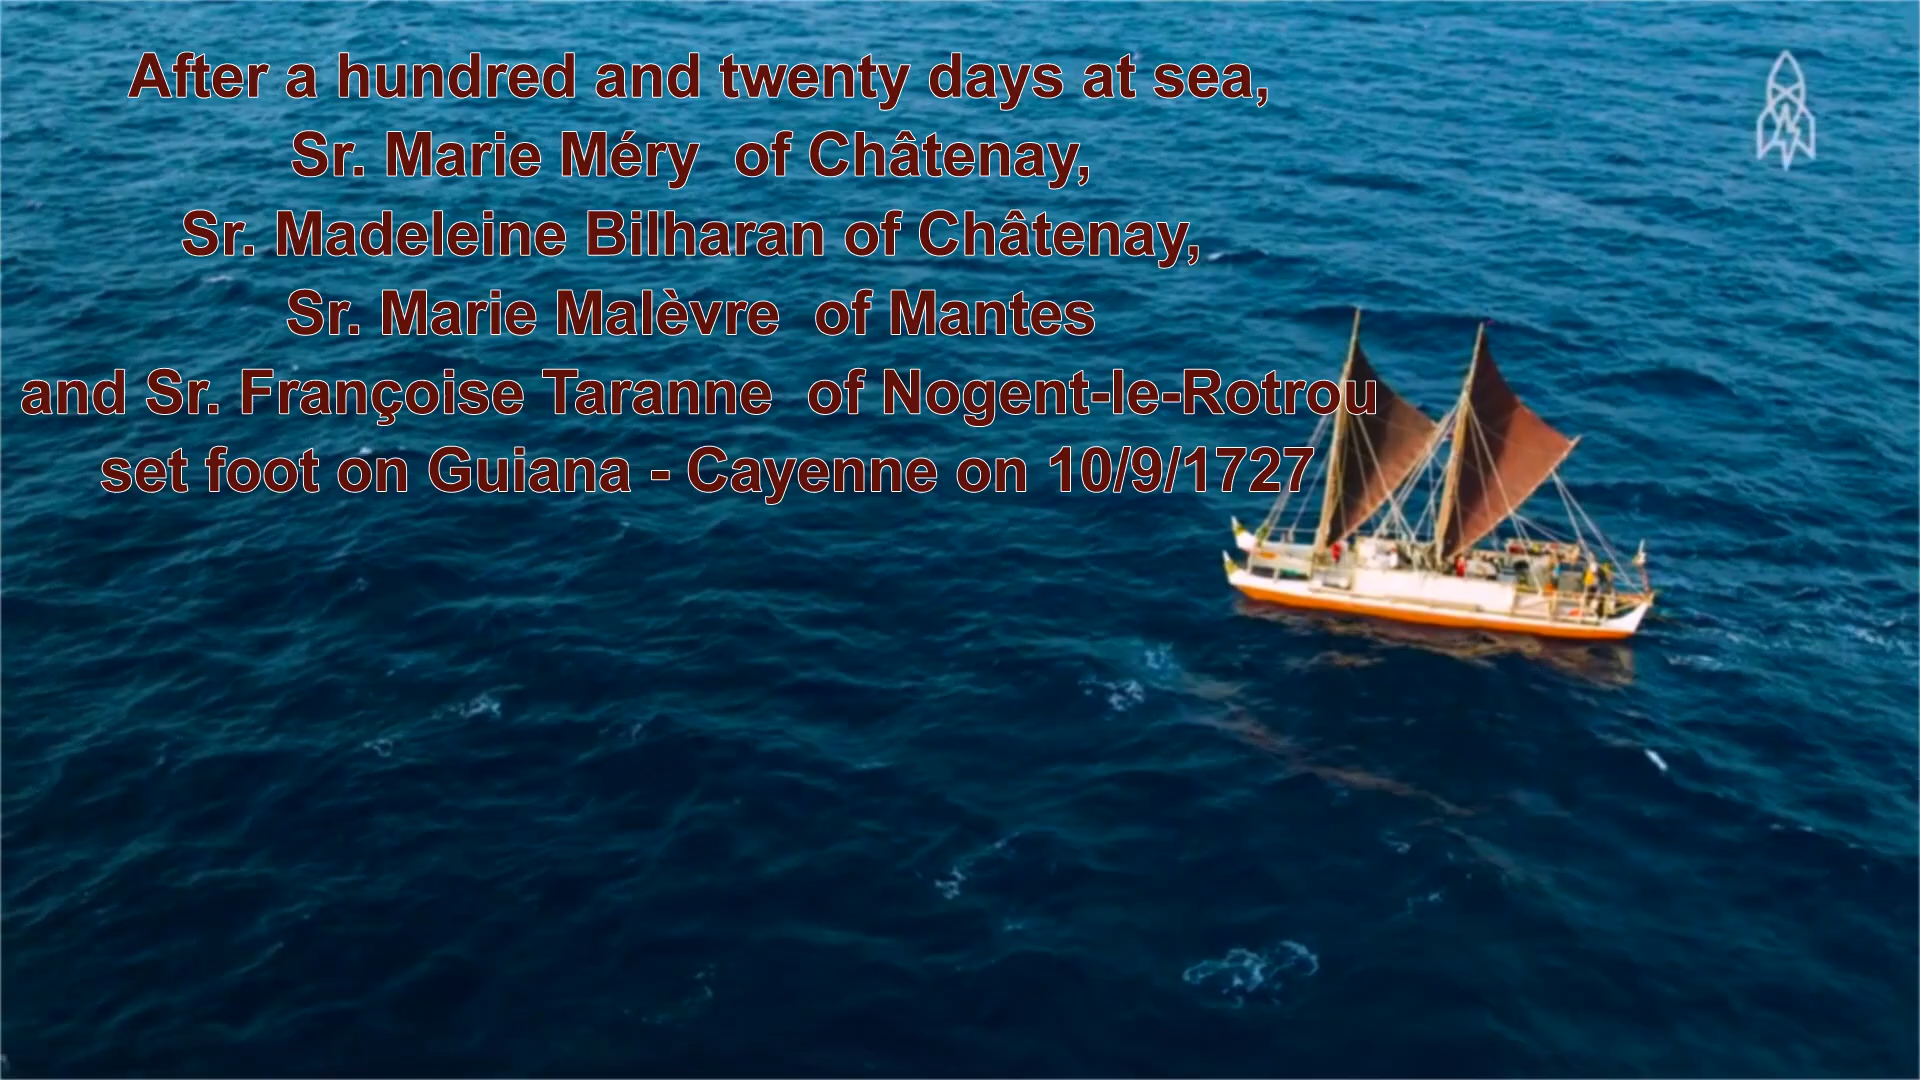 After a hundred and twenty days at sea,
Sr. Marie Méry of Châtenay,
Sr. Madeleine Bilharan of Châtenay,
Sr. Marie Malèvre of Mantes
and Sr. Françoise Taranne of Nogent-le-Rotrou
set foot on Guiana - Cayenne on 10/9/1727